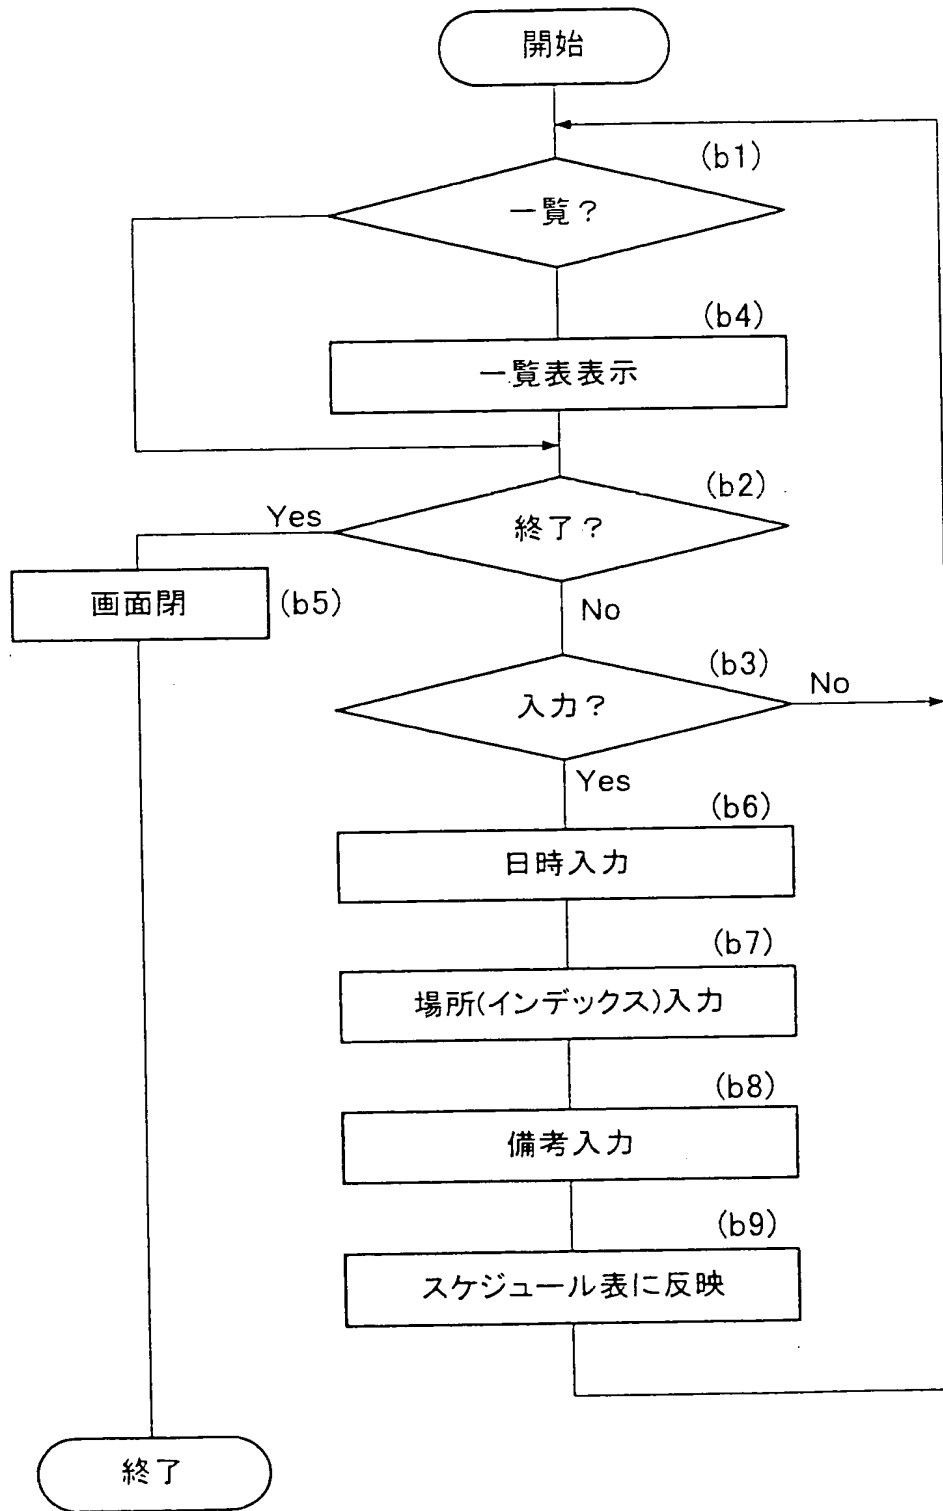 開始
(b1)
一覧?
(b4)
一覧表表示
(b2)
Yes
終了?
画面閉
(b5)
No
(b3)
入力?
No
Yes
(b6)
日時入力
(b7)
場所(インデックス)入力
(b8)
備考入力
(b9)
スケジュール表に反映
終了